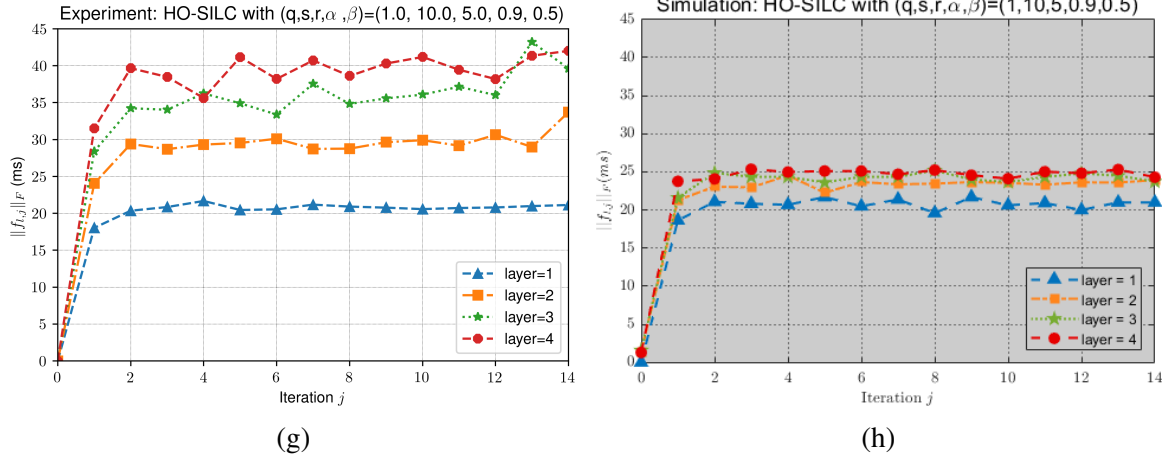 Experiment: HO-SILC with (q,s,r,α ,β)=(1.0, 10.0, 5.0, 0.9, 0.5)
45
40
35
30
25
20
15
10
5
0
||f_{l,j}||_F (ms)
layer=1
layer=2
layer=3
layer=4
0 2 4 6 8 10 12 14
Iteration j
(g)
Simulation: HO-SILC with (q,s,r,α,β)=(1,10,5,0.9,0.5)
45
40
35
30
25
20
15
10
5
0
||f_{l,j}||_F(ms)
layer = 1
layer = 2
layer = 3
layer = 4
0 2 4 6 8 10 12 14
Iteration j
(h)